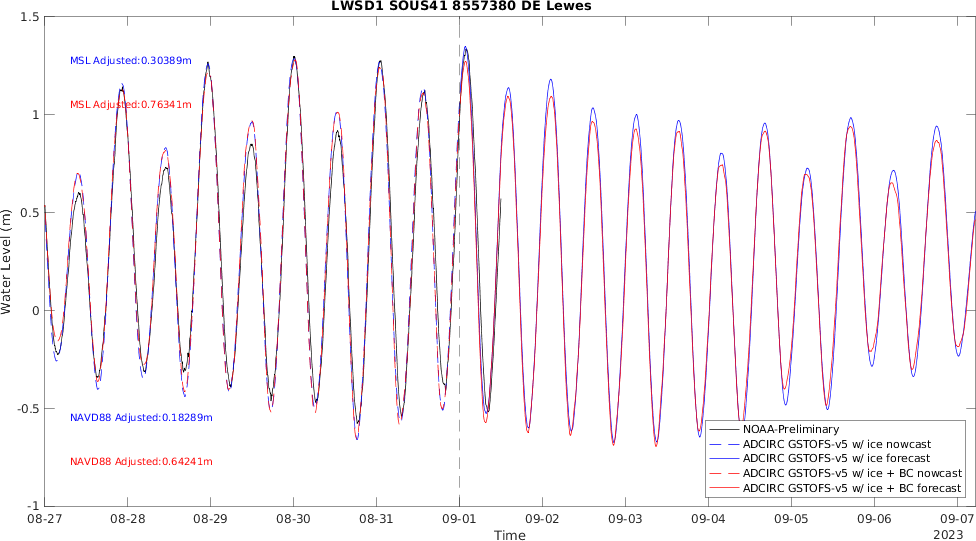 LWSD1 SOUS41 8557380 DE Lewes
1.5
1
0.5
0
-0.5
-1
Water Level (m)
MSL Adjusted:0.30389m
MSL Adjusted:0.76341m
NAVD88 Adjusted:0.18289m
NAVD88 Adjusted:0.64241m
NOAA-Preliminary
ADCIRC GSTOFS-v5 w/ ice nowcast
ADCIRC GSTOFS-v5 w/ ice forecast
ADCIRC GSTOFS-v5 w/ ice + BC nowcast
ADCIRC GSTOFS-v5 w/ ice + BC forecast
08-27 08-28 08-29 08-30 08-31 09-01 09-02 09-03 09-04 09-05 09-06 09-07
Time
2023